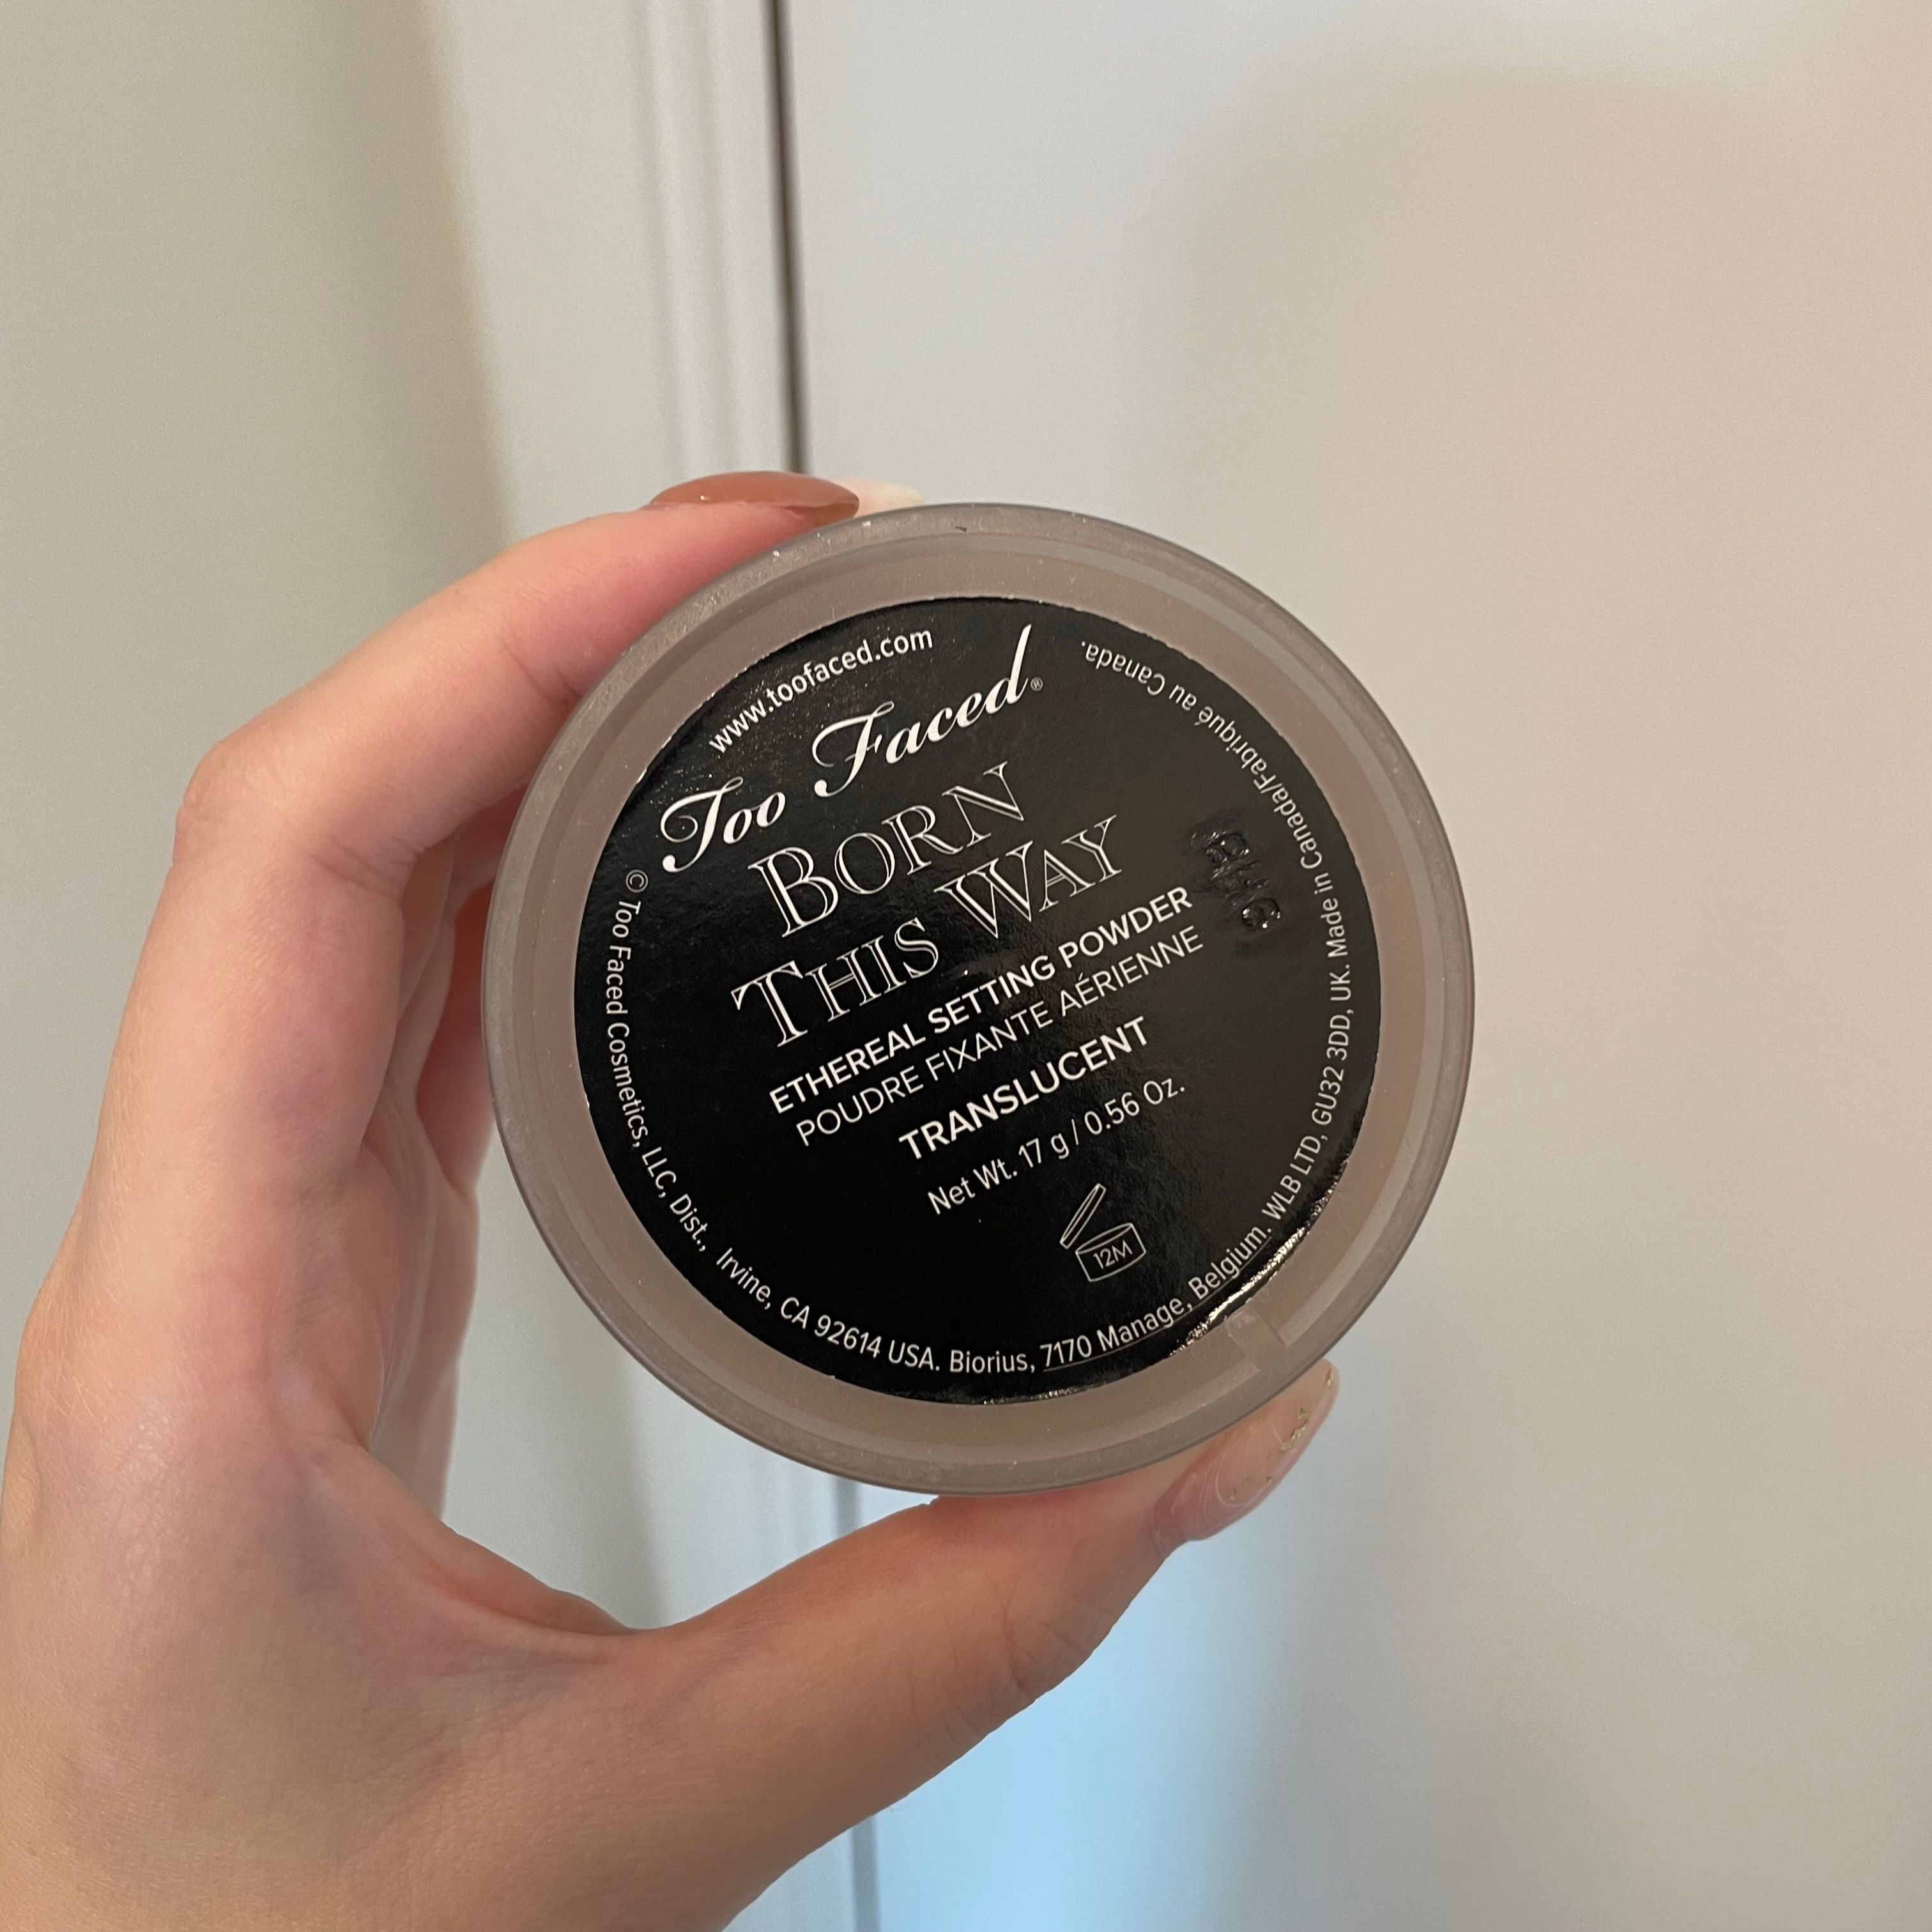 www.toofaced.com
Too Faced®
BORN
THIS WAY
ETHEREAL SETTING POWDER
POUDRE FIXANTE AÉRIENNE
TRANSLUCENT
Net Wt. 17 g / 0.56 Oz.
12M
© Too Faced Cosmetics, LLC, Dist., Irvine, CA 92614 USA. Biorius, 7170 Manage, Belgium. WLB LTD, GU32 3DD, UK. Made in Canada/Fabriqué au Canada.